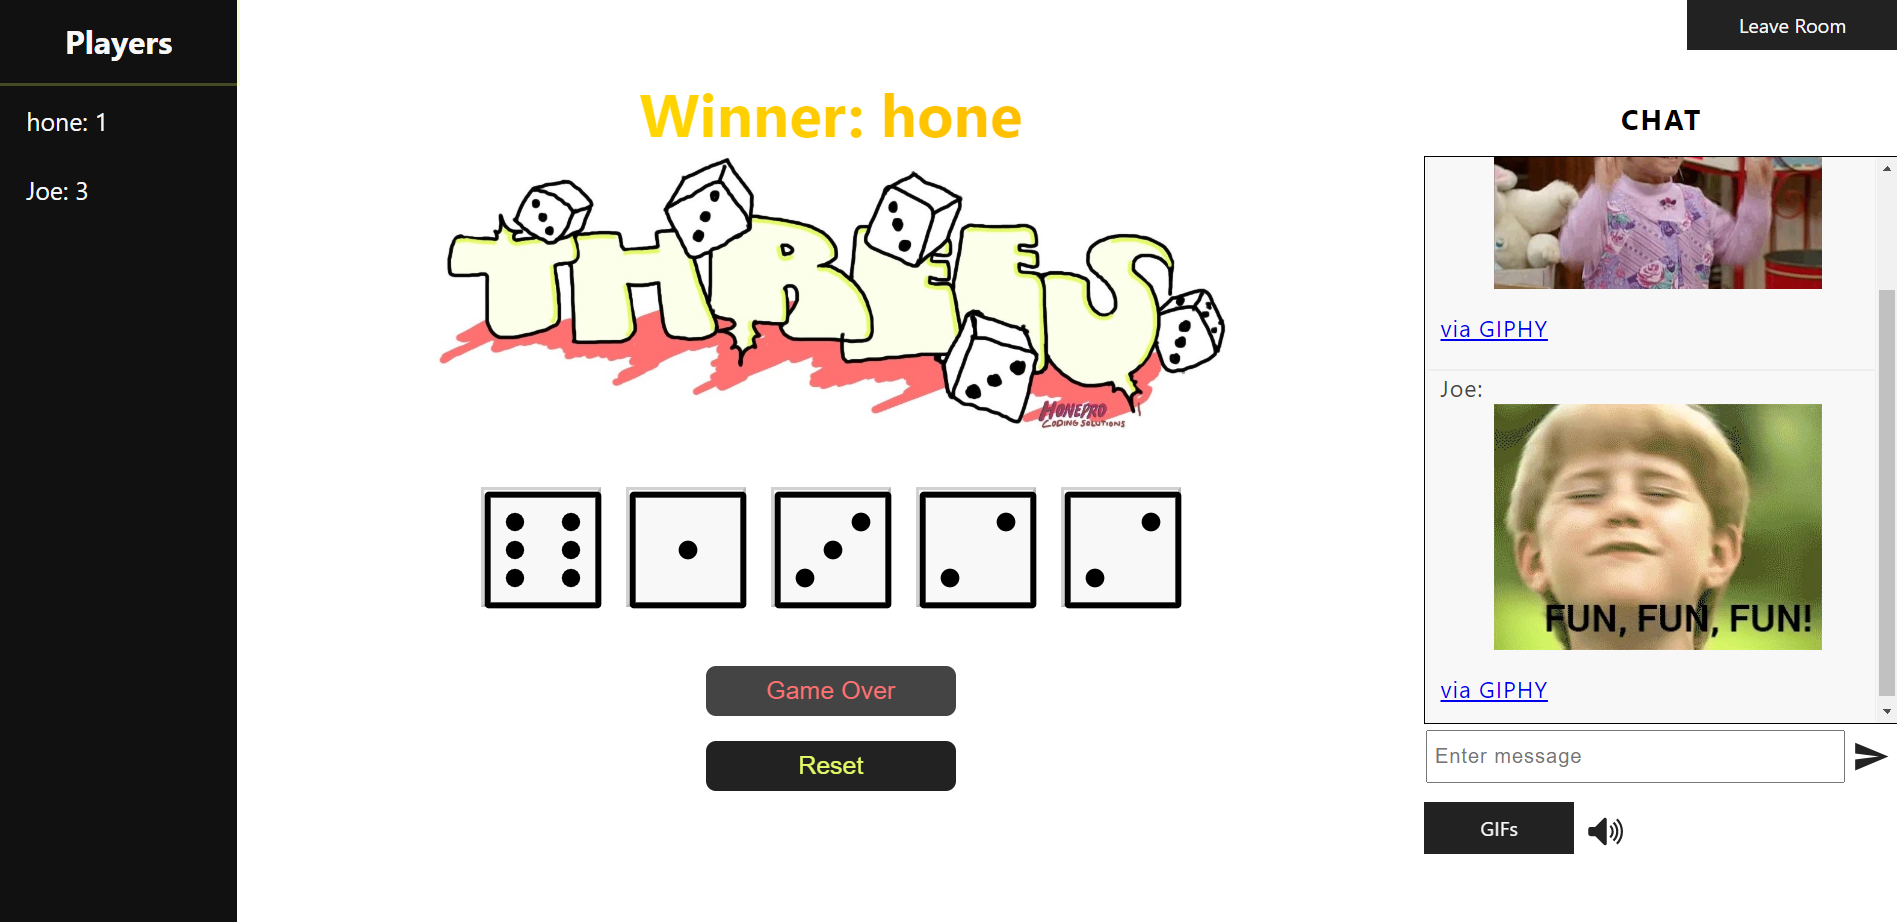 Players
hone: 1
Joe: 3
Leave Room
Winner: hone
THREES
HONEPRO
CODING SOLUTIONS
Game Over
Reset
CHAT
via GIPHY
Joe:
FUN, FUN, FUN!
via GIPHY
Enter message
GIFs